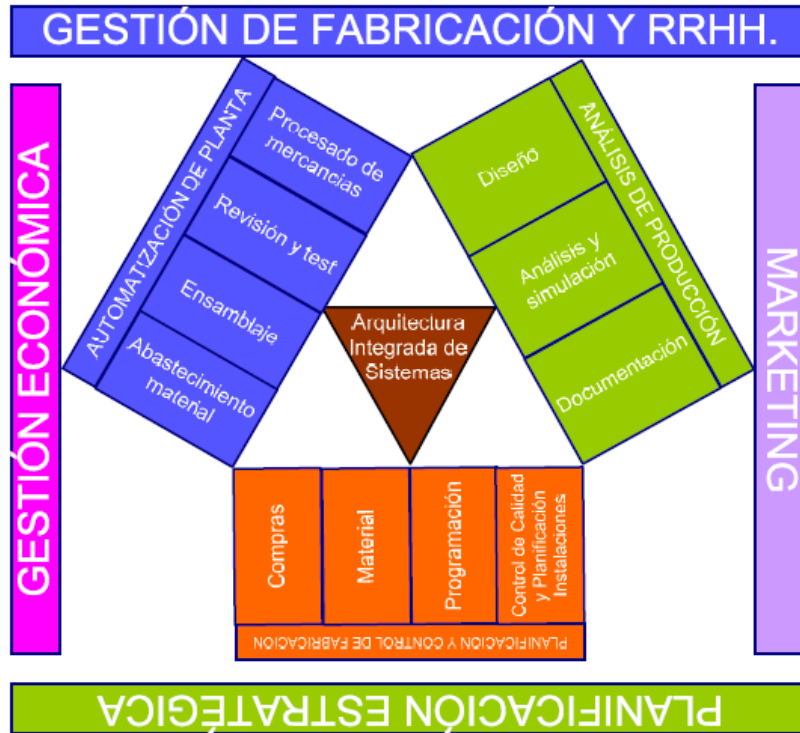 GESTIÓN DE FABRICACIÓN Y RRHH.
GESTIÓN ECONÓMICA
AUTOMATIZACIÓN DE PLANTA
Procesado de
mercancias
Revisión y test
Ensamblaje
Abastecimiento
material
Diseño
Análisis y
simulación
Documentación
ANÁLISIS DE PRODUCCIÓN
MARKETING
Arquitectura
Integrada de
Sistemas
Compras
Material
Programación
Control de Calidad
y Planificación
Instalaciones
PLANIFICACIÓN Y CONTROL DE FABRICACIÓN
PLANIFICACIÓN ESTRATÉGICA